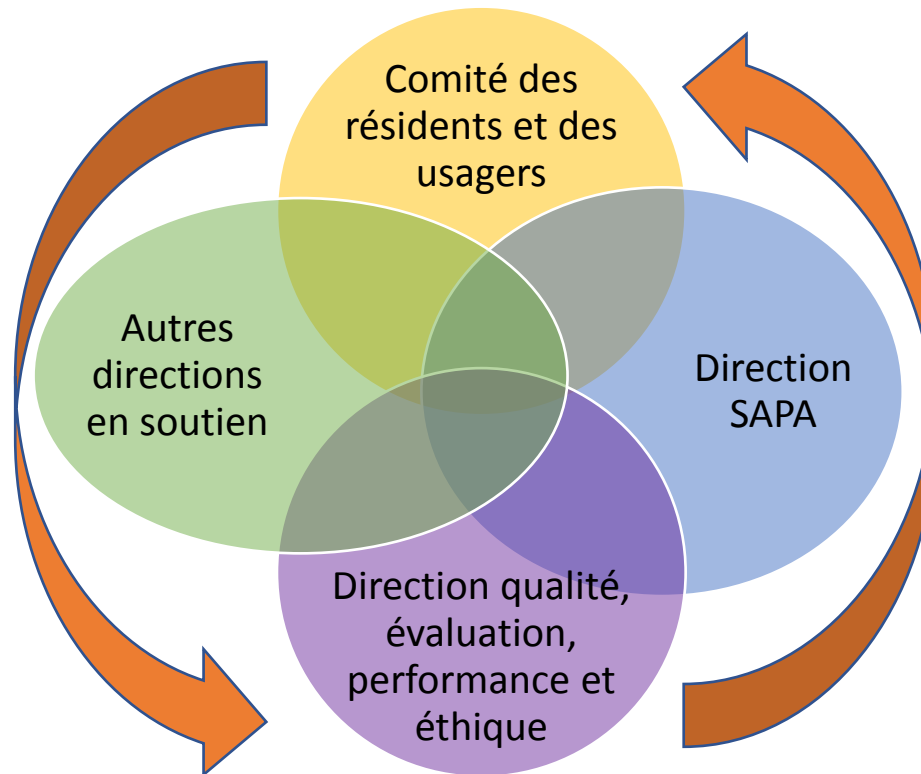 Comité des
résidents et des
usagers
Autres
directions
en soutien
Direction
SAPA
Direction qualité,
évaluation,
performance et
éthique